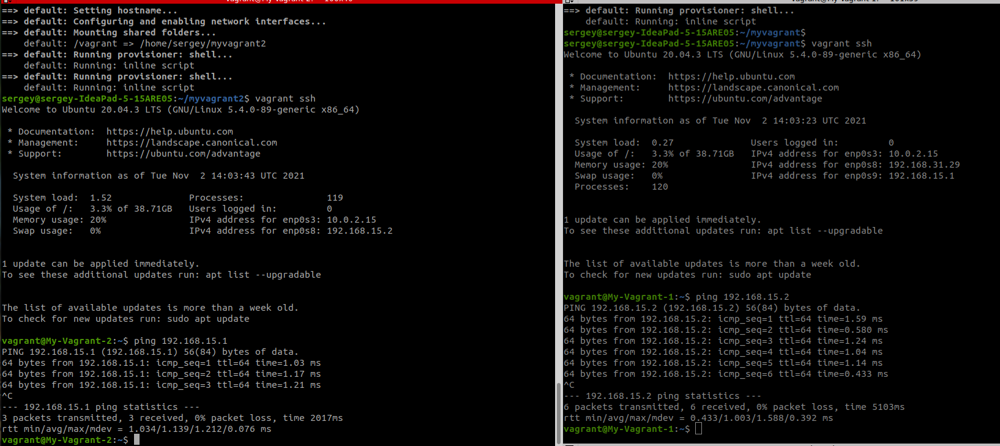 vagrant@My-Vagrant-2: ~ 100x40
==> default: Setting hostname...
==> default: Configuring and enabling network interfaces...
==> default: Mounting shared folders...
    default: /vagrant => /home/sergey/myvagrant2
==> default: Running provisioner: shell...
    default: Running: inline script
==> default: Running provisioner: shell...
    default: Running: inline script
sergey@sergey-IdeaPad-5-15ARE05:~/myvagrant2$ vagrant ssh
Welcome to Ubuntu 20.04.3 LTS (GNU/Linux 5.4.0-89-generic x86_64)
 * Documentation:  https://help.ubuntu.com
 * Management:     https://landscape.canonical.com
 * Support:        https://ubuntu.com/advantage
  System information as of Tue Nov  2 14:03:43 UTC 2021
  System load:  1.52              Processes:               119
  Usage of /:   3.3% of 38.71GB   Users logged in:         0
  Memory usage: 20%               IPv4 address for enp0s3: 10.0.2.15
  Swap usage:   0%                IPv4 address for enp0s8: 192.168.15.2
1 update can be applied immediately.
To see these additional updates run: apt list --upgradable
The list of available updates is more than a week old.
To check for new updates run: sudo apt update
vagrant@My-Vagrant-2:~$ ping 192.168.15.1
PING 192.168.15.1 (192.168.15.1) 56(84) bytes of data.
64 bytes from 192.168.15.1: icmp_seq=1 ttl=64 time=1.03 ms
64 bytes from 192.168.15.1: icmp_seq=2 ttl=64 time=1.17 ms
64 bytes from 192.168.15.1: icmp_seq=3 ttl=64 time=1.21 ms
^C
--- 192.168.15.1 ping statistics ---
3 packets transmitted, 3 received, 0% packet loss, time 2017ms
rtt min/avg/max/mdev = 1.034/1.139/1.212/0.076 ms
vagrant@My-Vagrant-2:~$
vagrant@My-Vagrant-1: ~ 101x39
==> default: Running provisioner: shell...
    default: Running: inline script
sergey@sergey-IdeaPad-5-15ARE05:~/myvagrant$
sergey@sergey-IdeaPad-5-15ARE05:~/myvagrant$ vagrant ssh
Welcome to Ubuntu 20.04.3 LTS (GNU/Linux 5.4.0-89-generic x86_64)
 * Documentation:  https://help.ubuntu.com
 * Management:     https://landscape.canonical.com
 * Support:        https://ubuntu.com/advantage
  System information as of Tue Nov  2 14:03:23 UTC 2021
  System load:  0.27              Users logged in:         0
  Usage of /:   3.3% of 38.71GB   IPv4 address for enp0s3: 10.0.2.15
  Memory usage: 20%               IPv4 address for enp0s8: 192.168.31.29
  Swap usage:   0%                IPv4 address for enp0s9: 192.168.15.1
  Processes:    120
1 update can be applied immediately.
To see these additional updates run: apt list --upgradable
The list of available updates is more than a week old.
To check for new updates run: sudo apt update
vagrant@My-Vagrant-1:~$ ping 192.168.15.2
PING 192.168.15.2 (192.168.15.2) 56(84) bytes of data.
64 bytes from 192.168.15.2: icmp_seq=1 ttl=64 time=1.59 ms
64 bytes from 192.168.15.2: icmp_seq=2 ttl=64 time=0.580 ms
64 bytes from 192.168.15.2: icmp_seq=3 ttl=64 time=1.24 ms
64 bytes from 192.168.15.2: icmp_seq=4 ttl=64 time=1.04 ms
64 bytes from 192.168.15.2: icmp_seq=5 ttl=64 time=1.14 ms
64 bytes from 192.168.15.2: icmp_seq=6 ttl=64 time=0.433 ms
^C
--- 192.168.15.2 ping statistics ---
6 packets transmitted, 6 received, 0% packet loss, time 5103ms
rtt min/avg/max/mdev = 0.433/1.003/1.588/0.392 ms
vagrant@My-Vagrant-1:~$